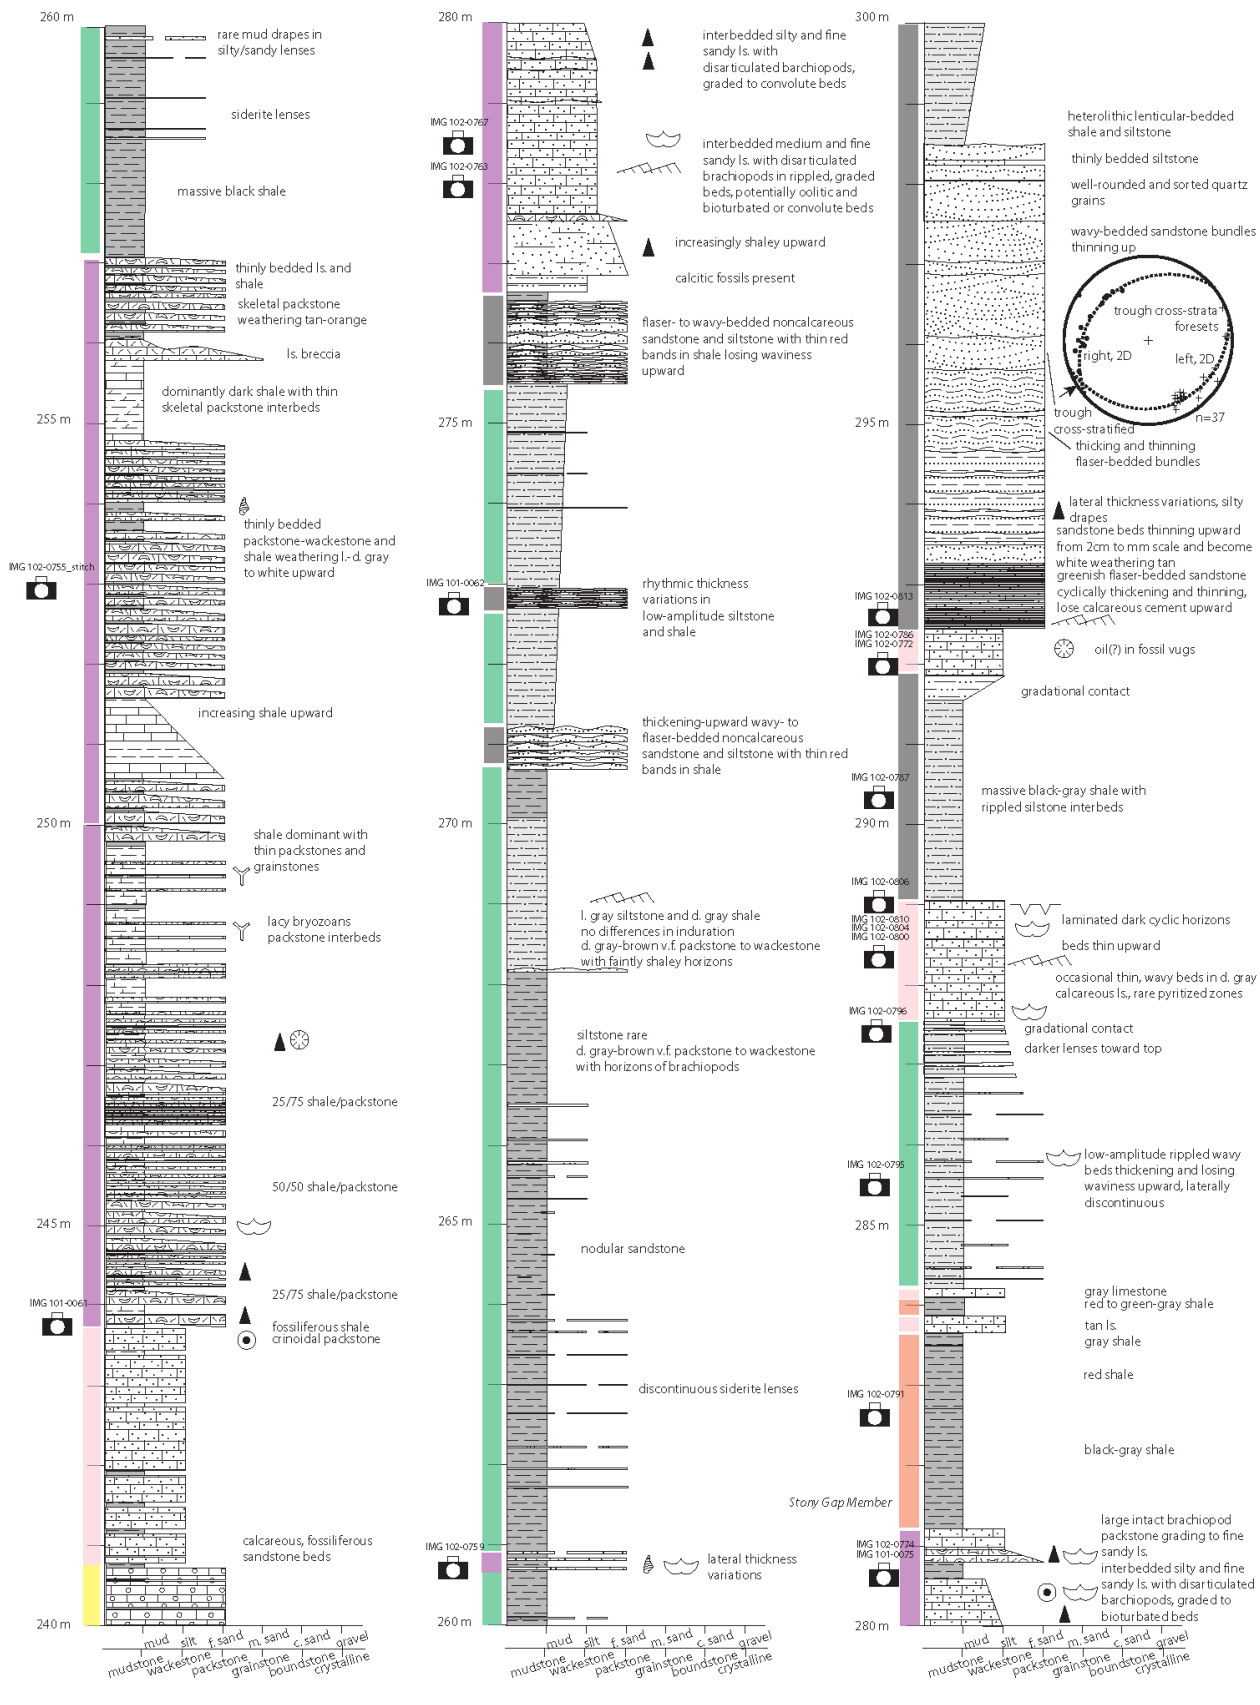 260 m
rare mud drapes in
silty/sandy lenses
siderite lenses
massive black shale
thinly bedded ls. and
shale
skeletal packstone
weathering tan-orange
ls. breccia
dominantly dark shale with thin
skeletal packstone interbeds
255 m
thinly bedded
packstone-wackestone and
shale weathering l.-d. gray
to white upward
IMG 102-0755_stitch
increasing shale upward
250 m
shale dominant with
thin packstones and
grainstones
lacy bryozoans
packstone interbeds
25/75 shale/packstone
50/50 shale/packstone
245 m
25/75 shale/packstone
IMG 101-0061
fossiliferous shale
crinoidal packstone
calcareous, fossiliferous
sandstone beds
240 m
mud silt f. sand m. sand c. sand gravel
mudstone wackestone packstone grainstone boundstone crystalline
280 m
interbedded silty and fine
sandy ls. with
disarticulated barchiopods,
graded to convolute beds
IMG 102-0767
IMG 102-0763
interbedded medium and fine
sandy ls. with disarticulated
brachiopods in rippled, graded
beds, potentially oolitic and
bioturbated or convolute beds
increasingly shaley upward
calcitic fossils present
flaser- to wavy-bedded noncalcareous
sandstone and siltstone with thin red
bands in shale losing waviness
upward
275 m
IMG 101-0062
rhythmic thickness
variations in
low-amplitude siltstone
and shale
thickening-upward wavy- to
flaser-bedded noncalcareous
sandstone and siltstone with thin red
bands in shale
270 m
l. gray siltstone and d. gray shale
no differences in induration
d. gray-brown v.f. packstone to wackestone
with faintly shaley horizons
siltstone rare
d. gray-brown v.f. packstone to wackestone
with horizons of brachiopods
265 m
nodular sandstone
discontinuous siderite lenses
IMG 102-0759
lateral thickness
variations
260 m
mud silt f. sand m. sand c. sand gravel
mudstone wackestone packstone grainstone boundstone crystalline
300 m
heterolithic lenticular-bedded
shale and siltstone
thinly bedded siltstone
well-rounded and sorted quartz
grains
wavy-bedded sandstone bundles
thinning up
trough cross-strata
foresets
right, 2D
left, 2D
n=37
295 m
trough
cross-stratified
thicking and thinning
flaser-bedded bundles
lateral thickness variations, silty
drapes
sandstone beds thinning upward
from 2cm to mm scale and become
white weathering tan
greenish flaser-bedded sandstone
cyclically thickening and thinning,
lose calcareous cement upward
IMG 102-0813
IMG 102-0786
IMG 102-0772
oil(?) in fossil vugs
gradational contact
IMG 102-0787
massive black-gray shale with
rippled silstone interbeds
290 m
IMG 102-0806
IMG 102-0810
IMG 102-0804
IMG 102-0800
laminated dark cyclic horizons
beds thin upward
occasional thin, wavy beds in d. gray
calcareous ls., rare pyritized zones
IMG 102-0796
gradational contact
darker lenses toward top
IMG 102-0795
low-amplitude rippled wavy
beds thickening and losing
waviness upward, laterally
discontinuous
285 m
gray limestone
red to green-gray shale
tan ls.
gray shale
red shale
IMG 102-0791
black-gray shale
Stony Gap Member
large intact brachiopod
packstone grading to fine
sandy ls.
IMG 102-0774
IMG 101-0075
interbedded silty and fine
sandy ls. with disarticulated
barchiopods, graded to
bioturbated beds
280 m
mud silt f. sand m. sand c. sand gravel
mudstone wackestone packstone grainstone boundstone crystalline